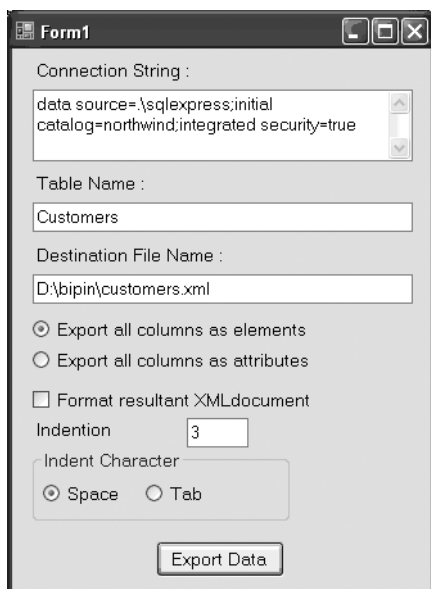 Form1
Connection String :
data source=.\sqlexpress;initial
catalog=northwind;integrated security=true
Table Name :
Customers
Destination File Name :
D:\bipin\customers.xml
Export all columns as elements
Export all columns as attributes
Format resultant XMLdocument
Indention 3
Indent Character
Space Tab
Export Data